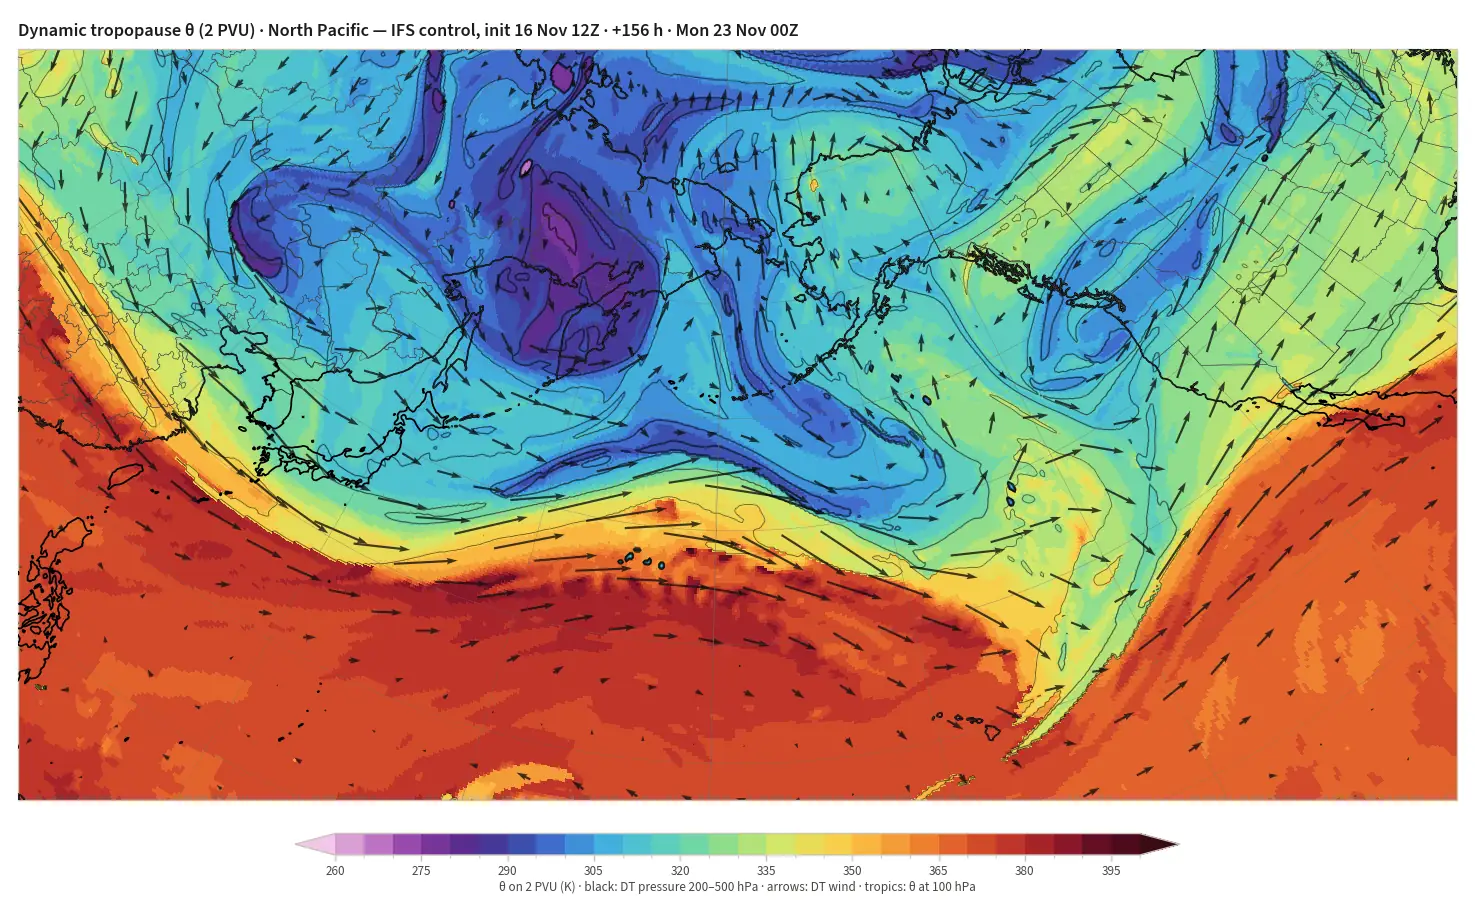 Dynamic tropopause θ (2 PVU) · North Pacific — IFS control, init 16 Nov 12Z · +156 h · Mon 23 Nov 00Z
260 275 290 305 320 335 350 365 380 395
θ on 2 PVU (K) · black: DT pressure 200–500 hPa · arrows: DT wind · tropics: θ at 100 hPa